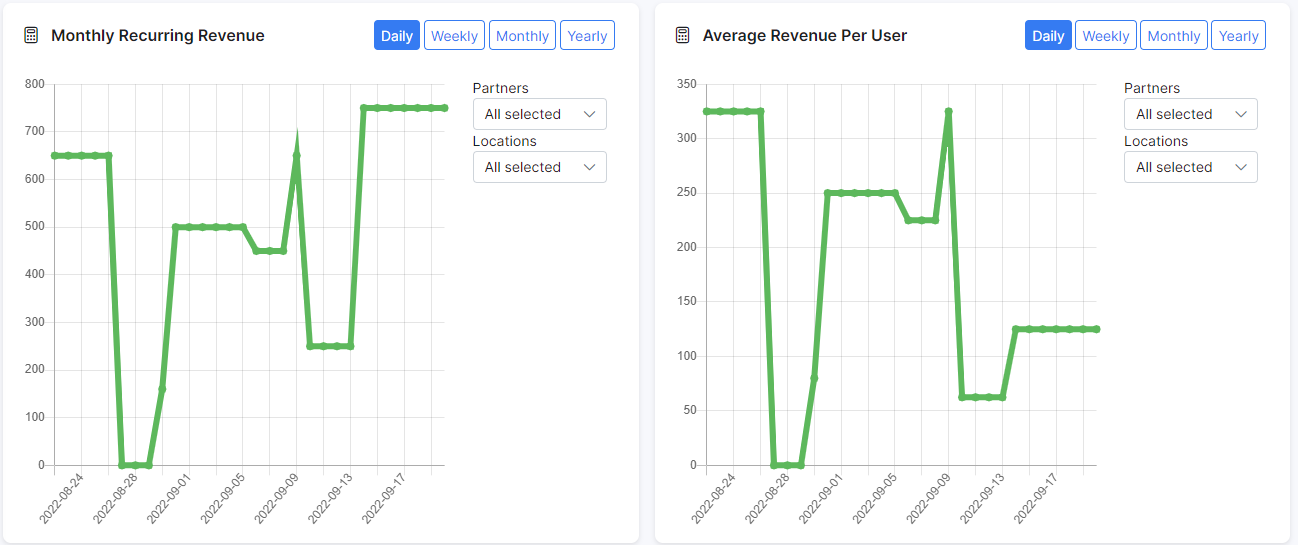 Monthly Recurring Revenue
Daily
Weekly
Monthly
Yearly
Partners
All selected
Locations
All selected
800
700
600
500
400
300
200
100
0
2022-08-24
2022-08-28
2022-09-01
2022-09-05
2022-09-09
2022-09-13
2022-09-17
Average Revenue Per User
Daily
Weekly
Monthly
Yearly
Partners
All selected
Locations
All selected
350
300
250
200
150
100
50
0
2022-08-24
2022-08-28
2022-09-01
2022-09-05
2022-09-09
2022-09-13
2022-09-17